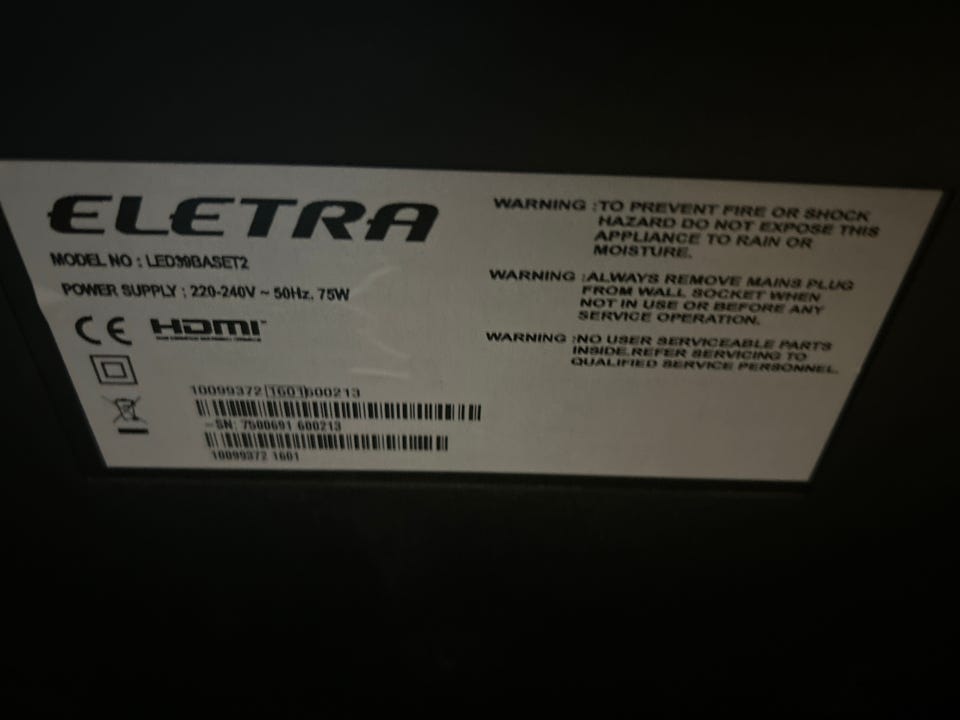 ELETRA
MODEL NO : LED39BASET2
POWER SUPPLY : 220-240V ~ 50Hz, 75W
CE HDMI
10099372 1601 600213
-SN: 7500691 600213
10099372 1601
WARNING :TO PREVENT FIRE OR SHOCK
HAZARD DO NOT EXPOSE THIS
APPLIANCE TO RAIN OR
MOISTURE.
WARNING :ALWAYS REMOVE MAINS PLUG
FROM WALL SOCKET WHEN
NOT IN USE OR BEFORE ANY
SERVICE OPERATION.
WARNING :NO USER SERVICEABLE PARTS
INSIDE.REFER SERVICING TO
QUALIFIED SERVICE PERSONNEL.